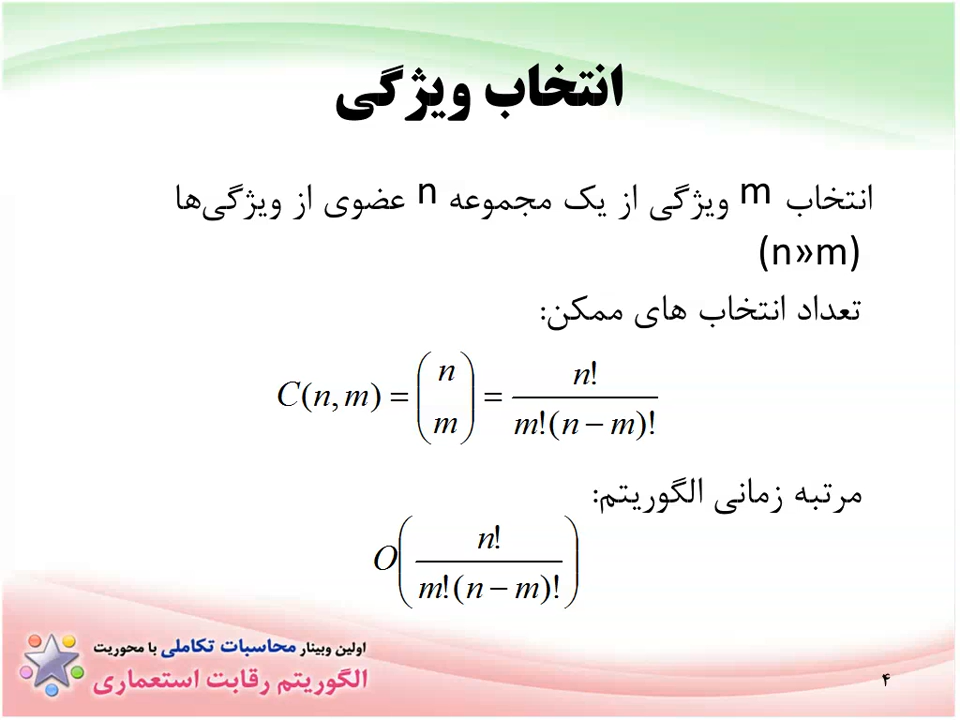 انتخاب ویژگی
انتخاب m ویژگی از یک مجموعه n عضوی از ویژگی‌ها
(n»m)
تعداد انتخاب های ممکن:
C(n, m) = (n m) = n! / m!(n − m)!
مرتبه زمانی الگوریتم:
O(n! / m!(n − m)!)
اولین وبینار محاسبات تکاملی با محوریت
الگوریتم رقابت استعماری
۴